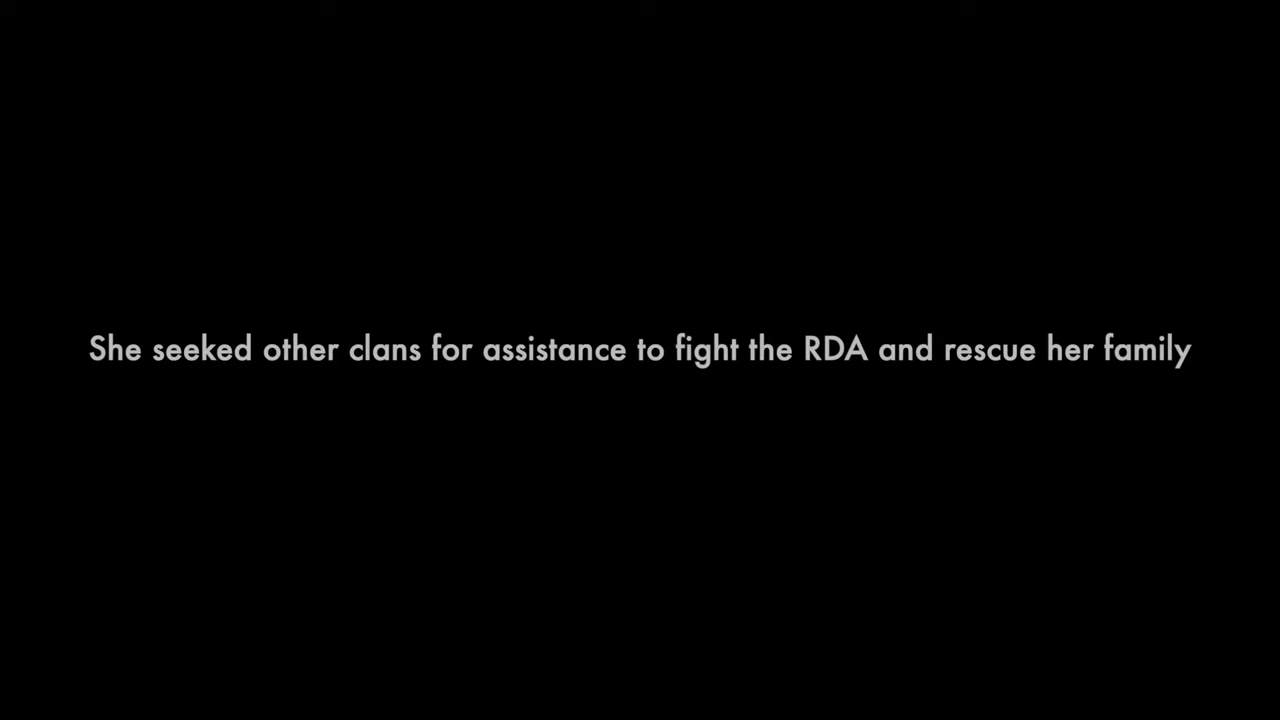 She seeked other clans for assistance to fight the RDA and rescue her family